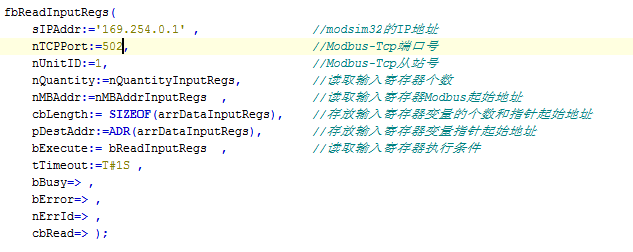 fbReadInputRegs(
sIPAddr:='169.254.0.1' , //modsim32的IP地址
nTCPPort:=502, //Modbus-Tcp端口号
nUnitID:=1, //Modbus-Tcp从站号
nQuantity:=nQuantityInputRegs, //读取输入寄存器个数
nMBAddr:=nMBAddrInputRegs , //读取输入寄存器Modbus起始地址
cbLength:= SIZEOF(arrDataInputRegs), //存放输入寄存器变量的个数和指针起始地址
pDestAddr:=ADR(arrDataInputRegs), //存放输入寄存器变量指针起始地址
bExecute:= bReadInputRegs , //读取输入寄存器执行条件
tTimeout:=T#1S ,
bBusy=> ,
bError=> ,
nErrId=> ,
cbRead=> );